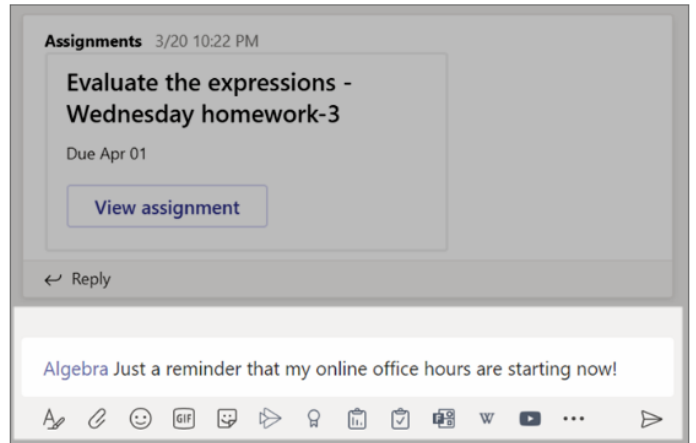 Assignments 3/20 10:22 PM
Evaluate the expressions -
Wednesday homework-3
Due Apr 01
View assignment
Reply
Algebra Just a reminder that my online office hours are starting now!
GIF
W